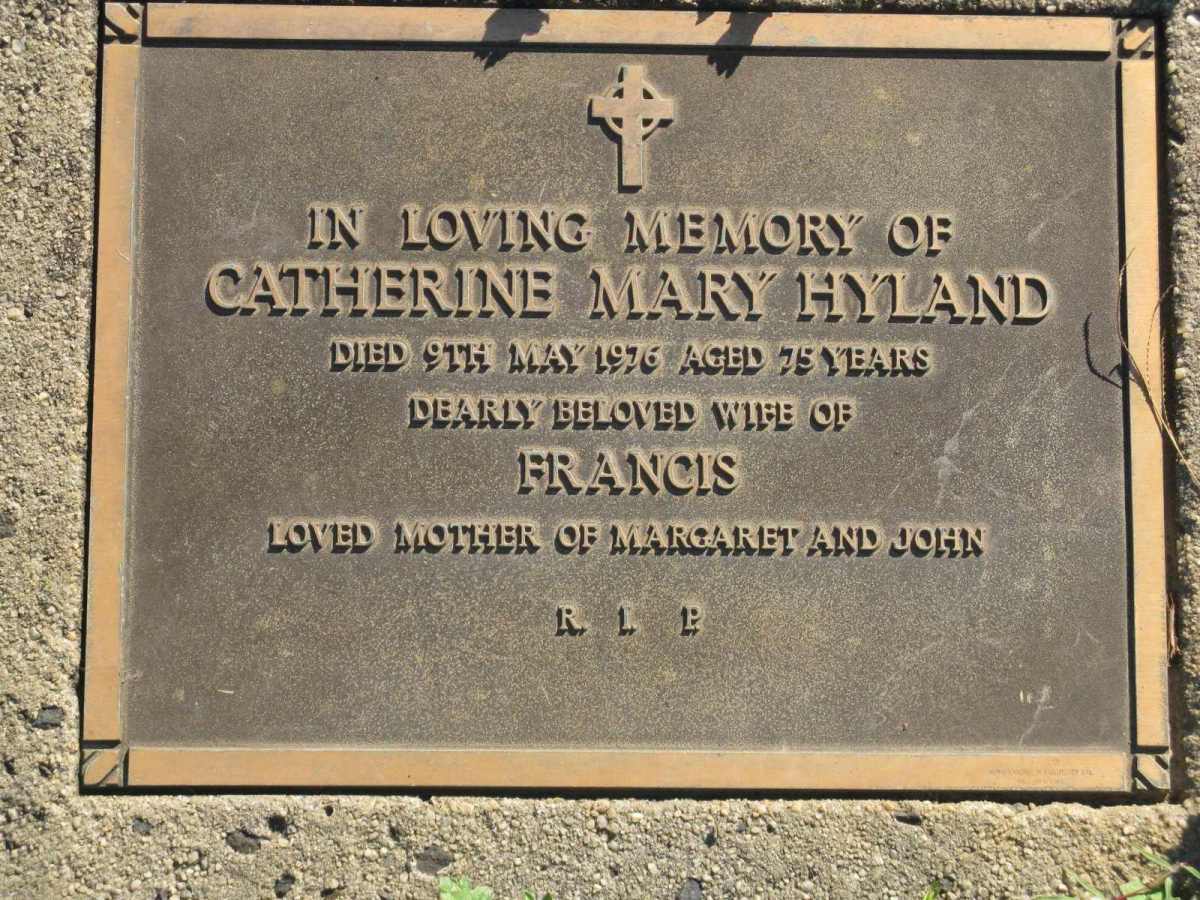 IN LOVING MEMORY OF
CATHERINE MARY HYLAND
DIED 9TH MAY 1976 AGED 75 YEARS
DEARLY BELOVED WIFE OF
FRANCIS
LOVED MOTHER OF MARGARET AND JOHN
R. I. P.